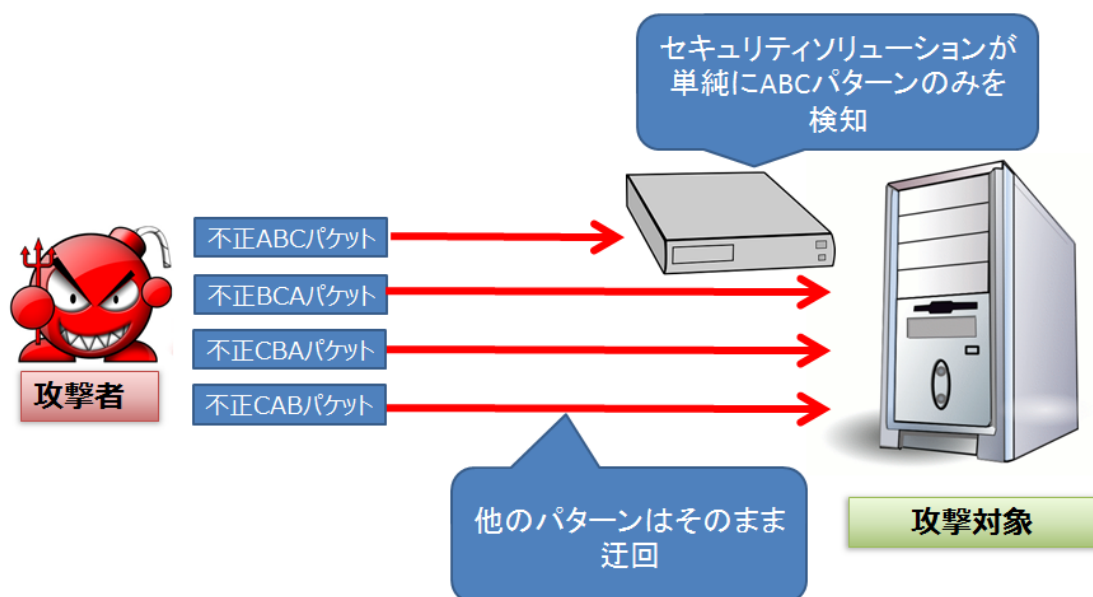 セキュリティソリューションが
単純にABCパターンのみを
検知
不正ABCパケット
不正BCAパケット
不正CBAパケット
不正CABパケット
攻撃者
他のパターンはそのまま
迂回
攻撃対象